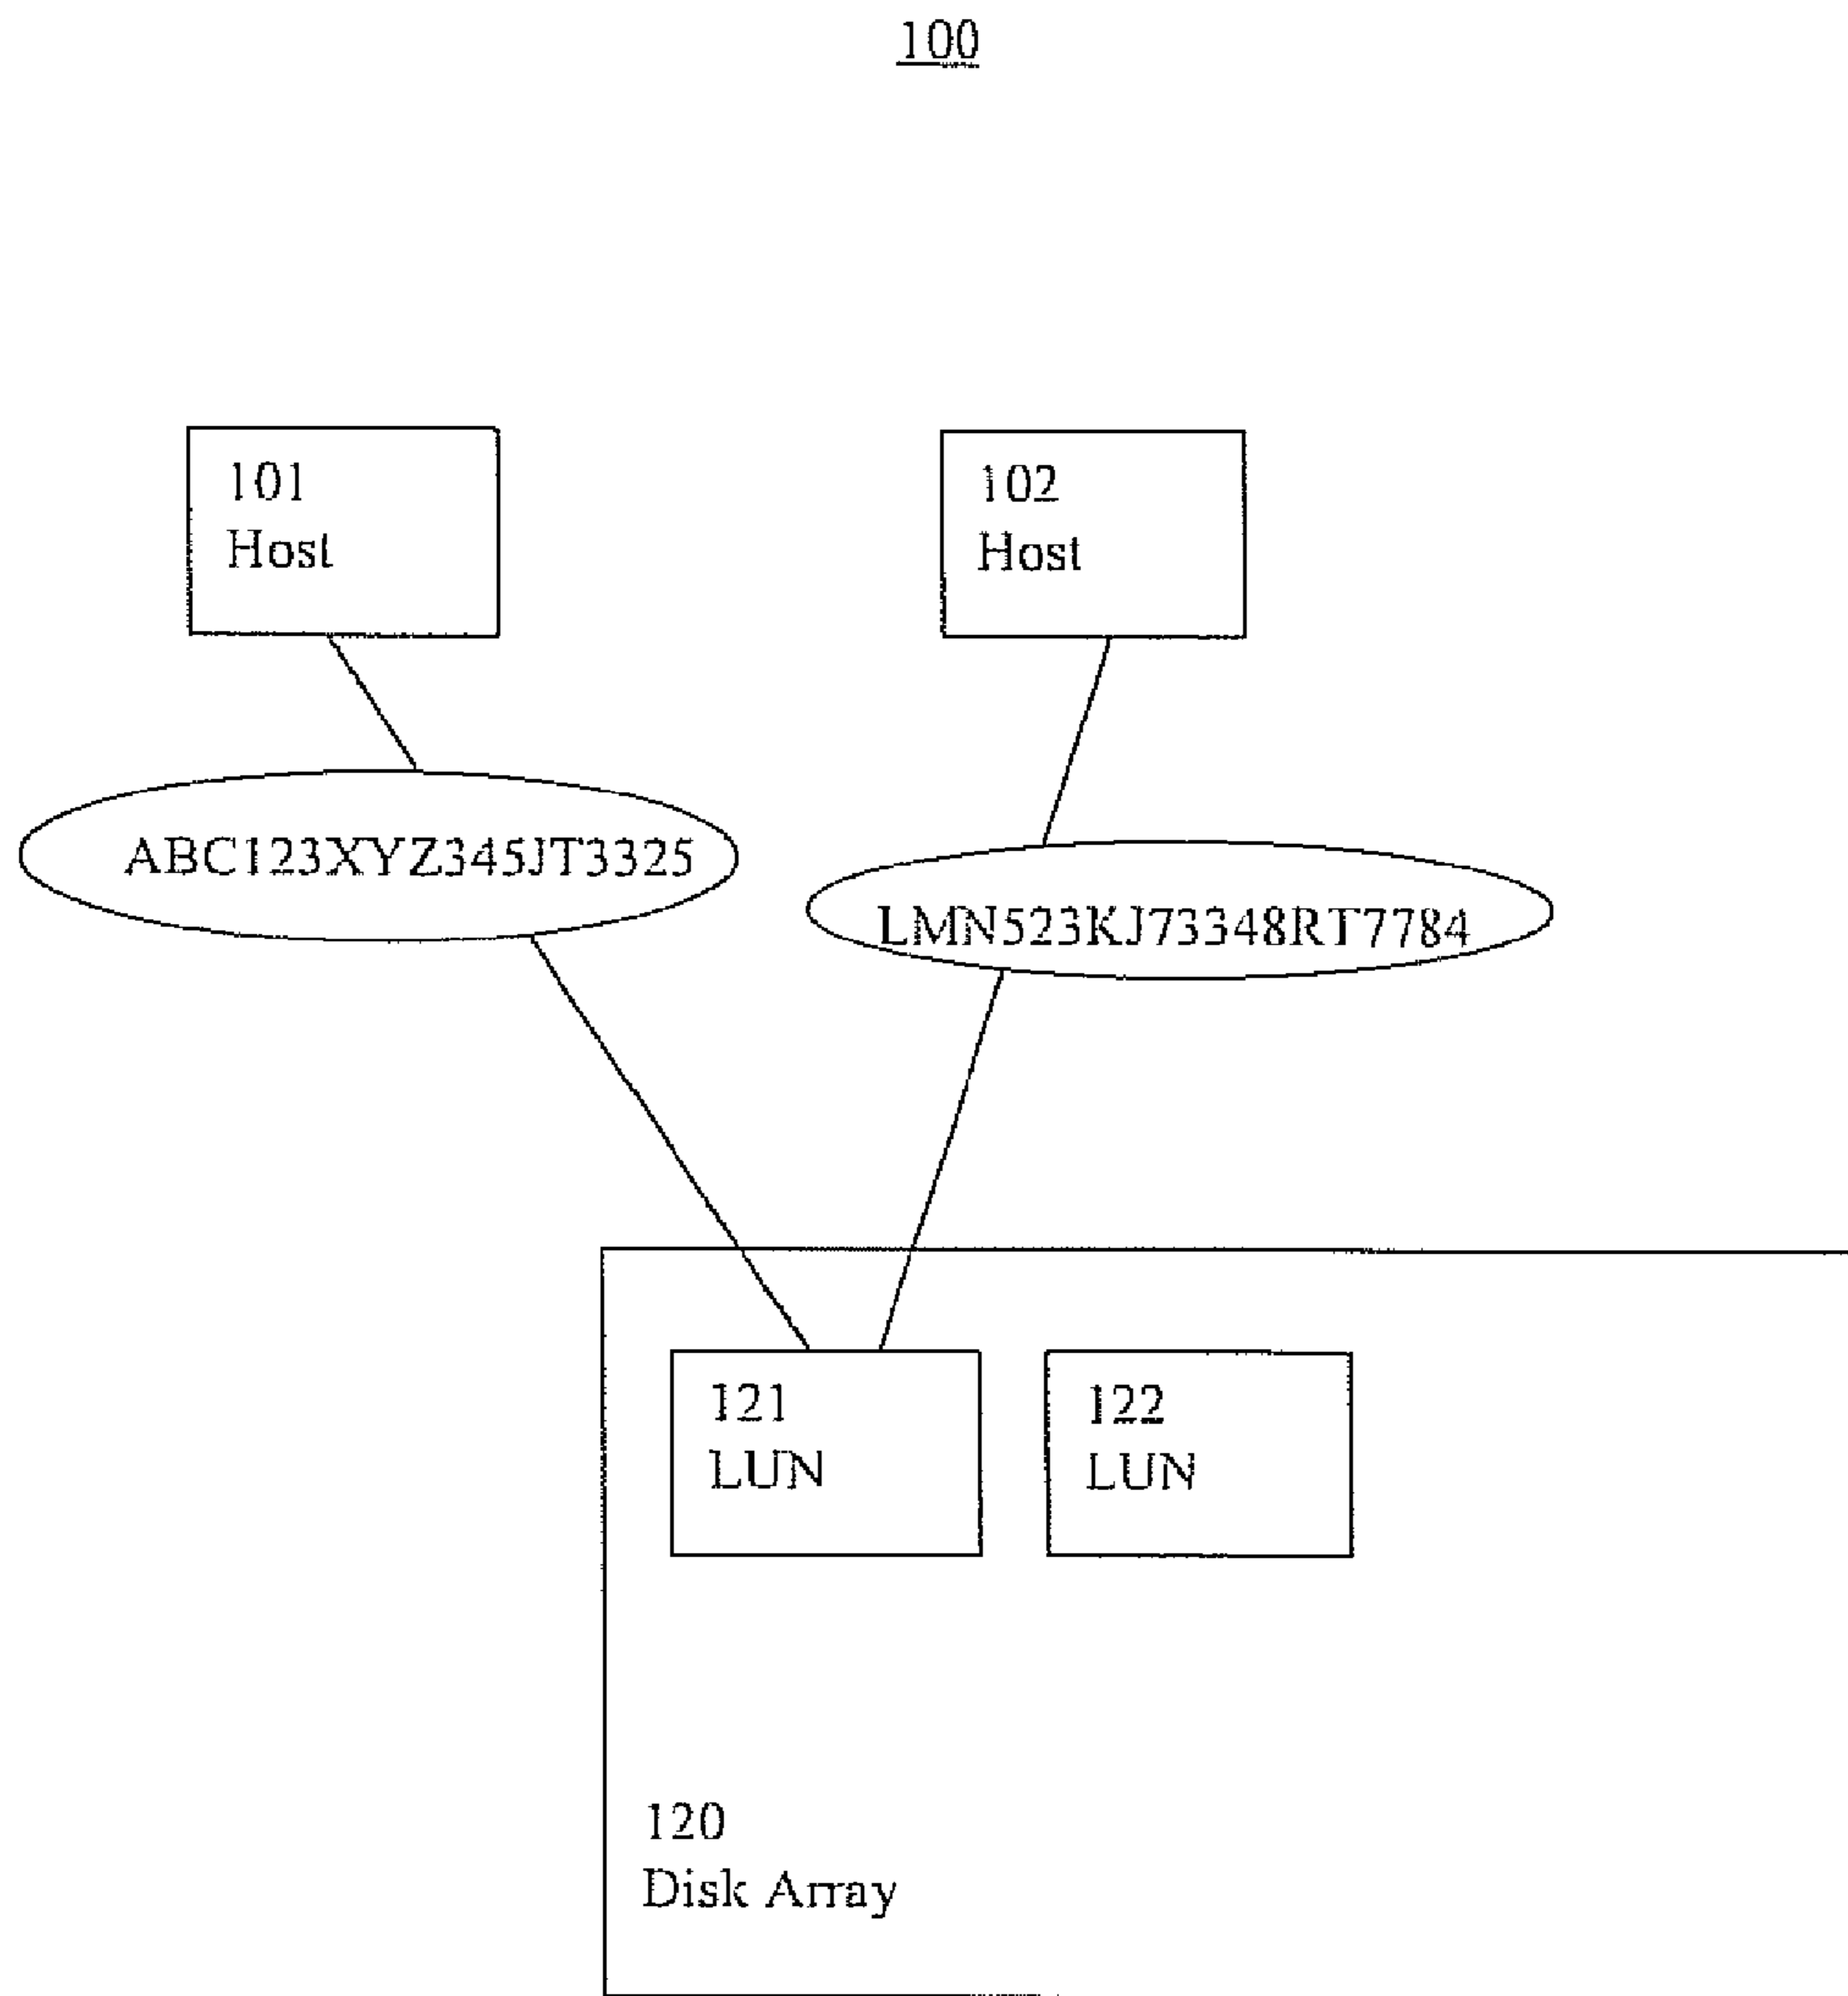 100
101
Host
102
Host
ABC123XYZ345JT3325
LMN523KJ73348RT7784
121
LUN
122
LUN
120
Disk Array